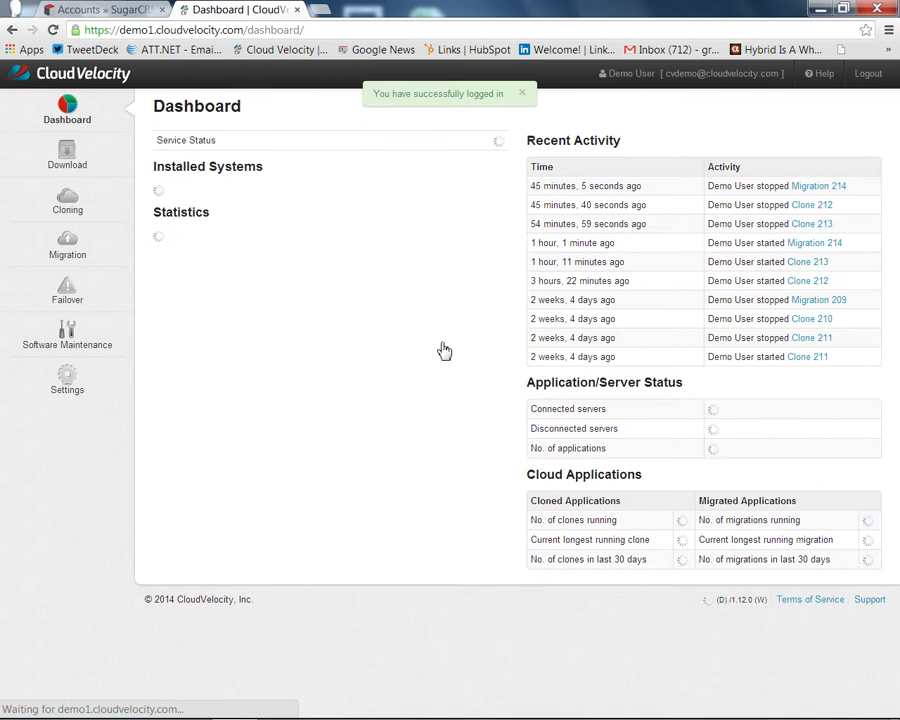 Accounts » SugarCR
Dashboard | CloudV
https://demo1.cloudvelocity.com/dashboard/
Apps TweetDeck ATT.NET - Emai... Cloud Velocity |... Google News Links | HubSpot Welcome! | Link... Inbox (712) - gr... Hybrid Is A Wh... »
CloudVelocity
Demo User [ cvdemo@cloudvelocity.com ] Help Logout
You have successfully logged in ×
Dashboard
Download
Cloning
Migration
Failover
Software Maintenance
Settings
Dashboard
Service Status
Installed Systems
Statistics
Recent Activity
Time Activity
45 minutes, 5 seconds ago Demo User stopped Migration 214
45 minutes, 40 seconds ago Demo User stopped Clone 212
54 minutes, 59 seconds ago Demo User stopped Clone 213
1 hour, 1 minute ago Demo User started Migration 214
1 hour, 11 minutes ago Demo User started Clone 213
3 hours, 22 minutes ago Demo User started Clone 212
2 weeks, 4 days ago Demo User stopped Migration 209
2 weeks, 4 days ago Demo User stopped Clone 210
2 weeks, 4 days ago Demo User stopped Clone 211
2 weeks, 4 days ago Demo User started Clone 211
Application/Server Status
Connected servers
Disconnected servers
No. of applications
Cloud Applications
Cloned Applications Migrated Applications
No. of clones running No. of migrations running
Current longest running clone Current longest running migration
No. of clones in last 30 days No. of migrations in last 30 days
© 2014 CloudVelocity, Inc.
(D) /1.12.0 (W) Terms of Service Support
Waiting for demo1.cloudvelocity.com...